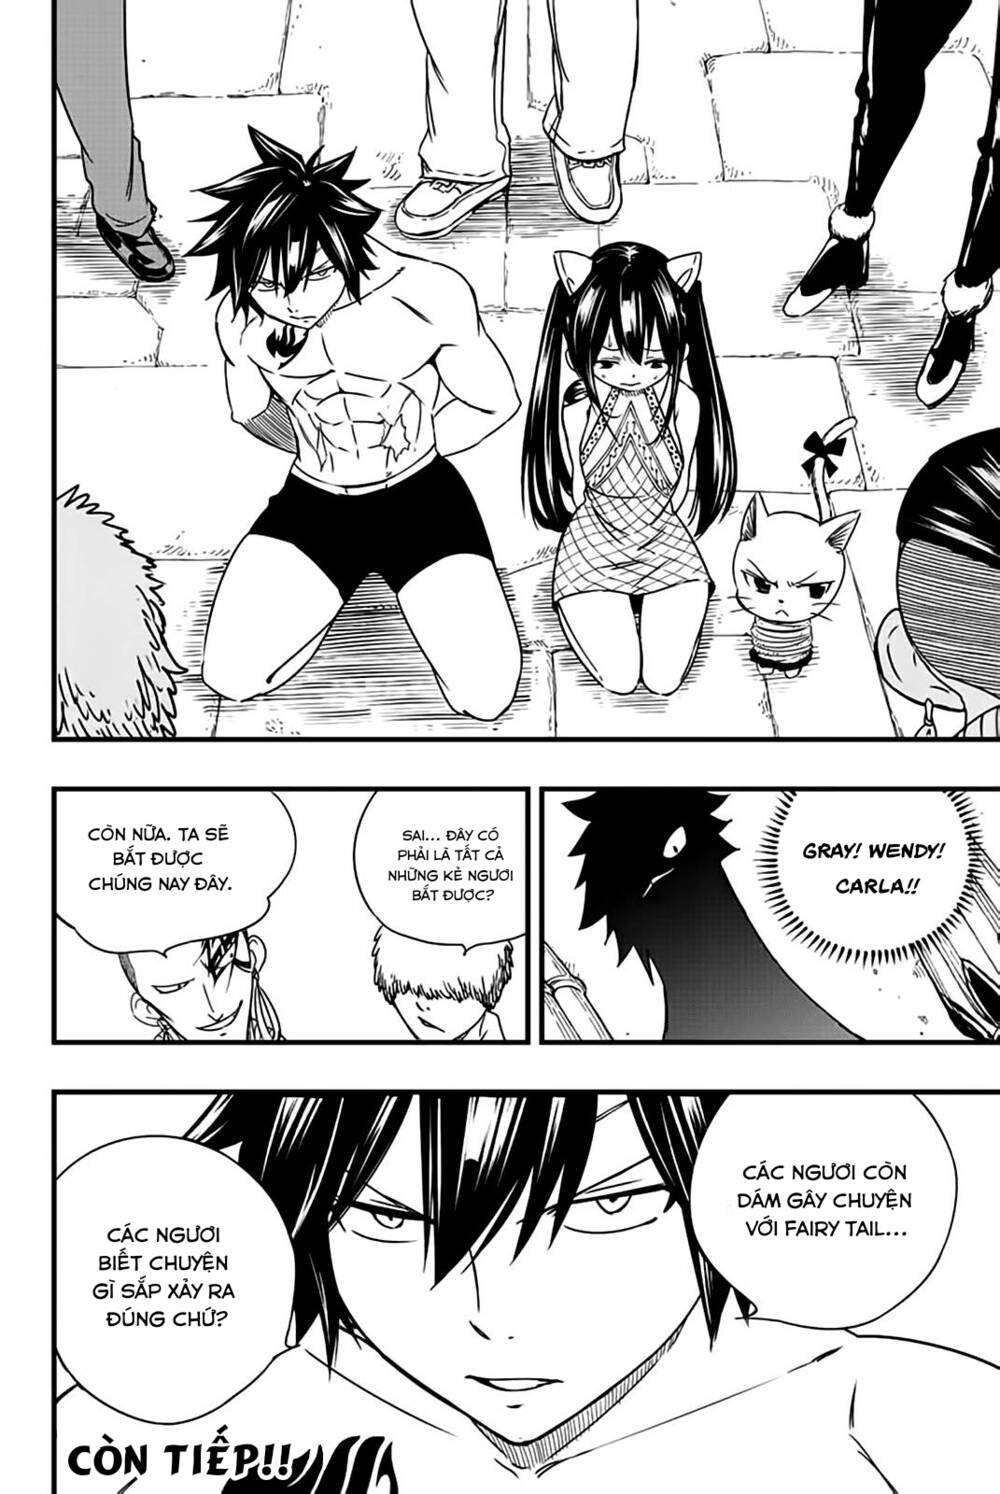 GRAY! WENDY!
CARLA!!
SAI... ĐÂY CÓ
PHẢI LÀ TẤT CẢ
NHỮNG KẺ NGƯƠI
BẮT ĐƯỢC?
CÒN NỮA. TA SẼ
BẮT ĐƯỢC
CHÚNG NAY ĐÂY.
CÁC NGƯƠI CÒN
DÁM GÂY CHUYỆN
VỚI FAIRY TAIL...
CÁC NGƯƠI
BIẾT CHUYỆN
GÌ SẮP XẢY RA
ĐÚNG CHỨ?
CÒN TIẾP!!